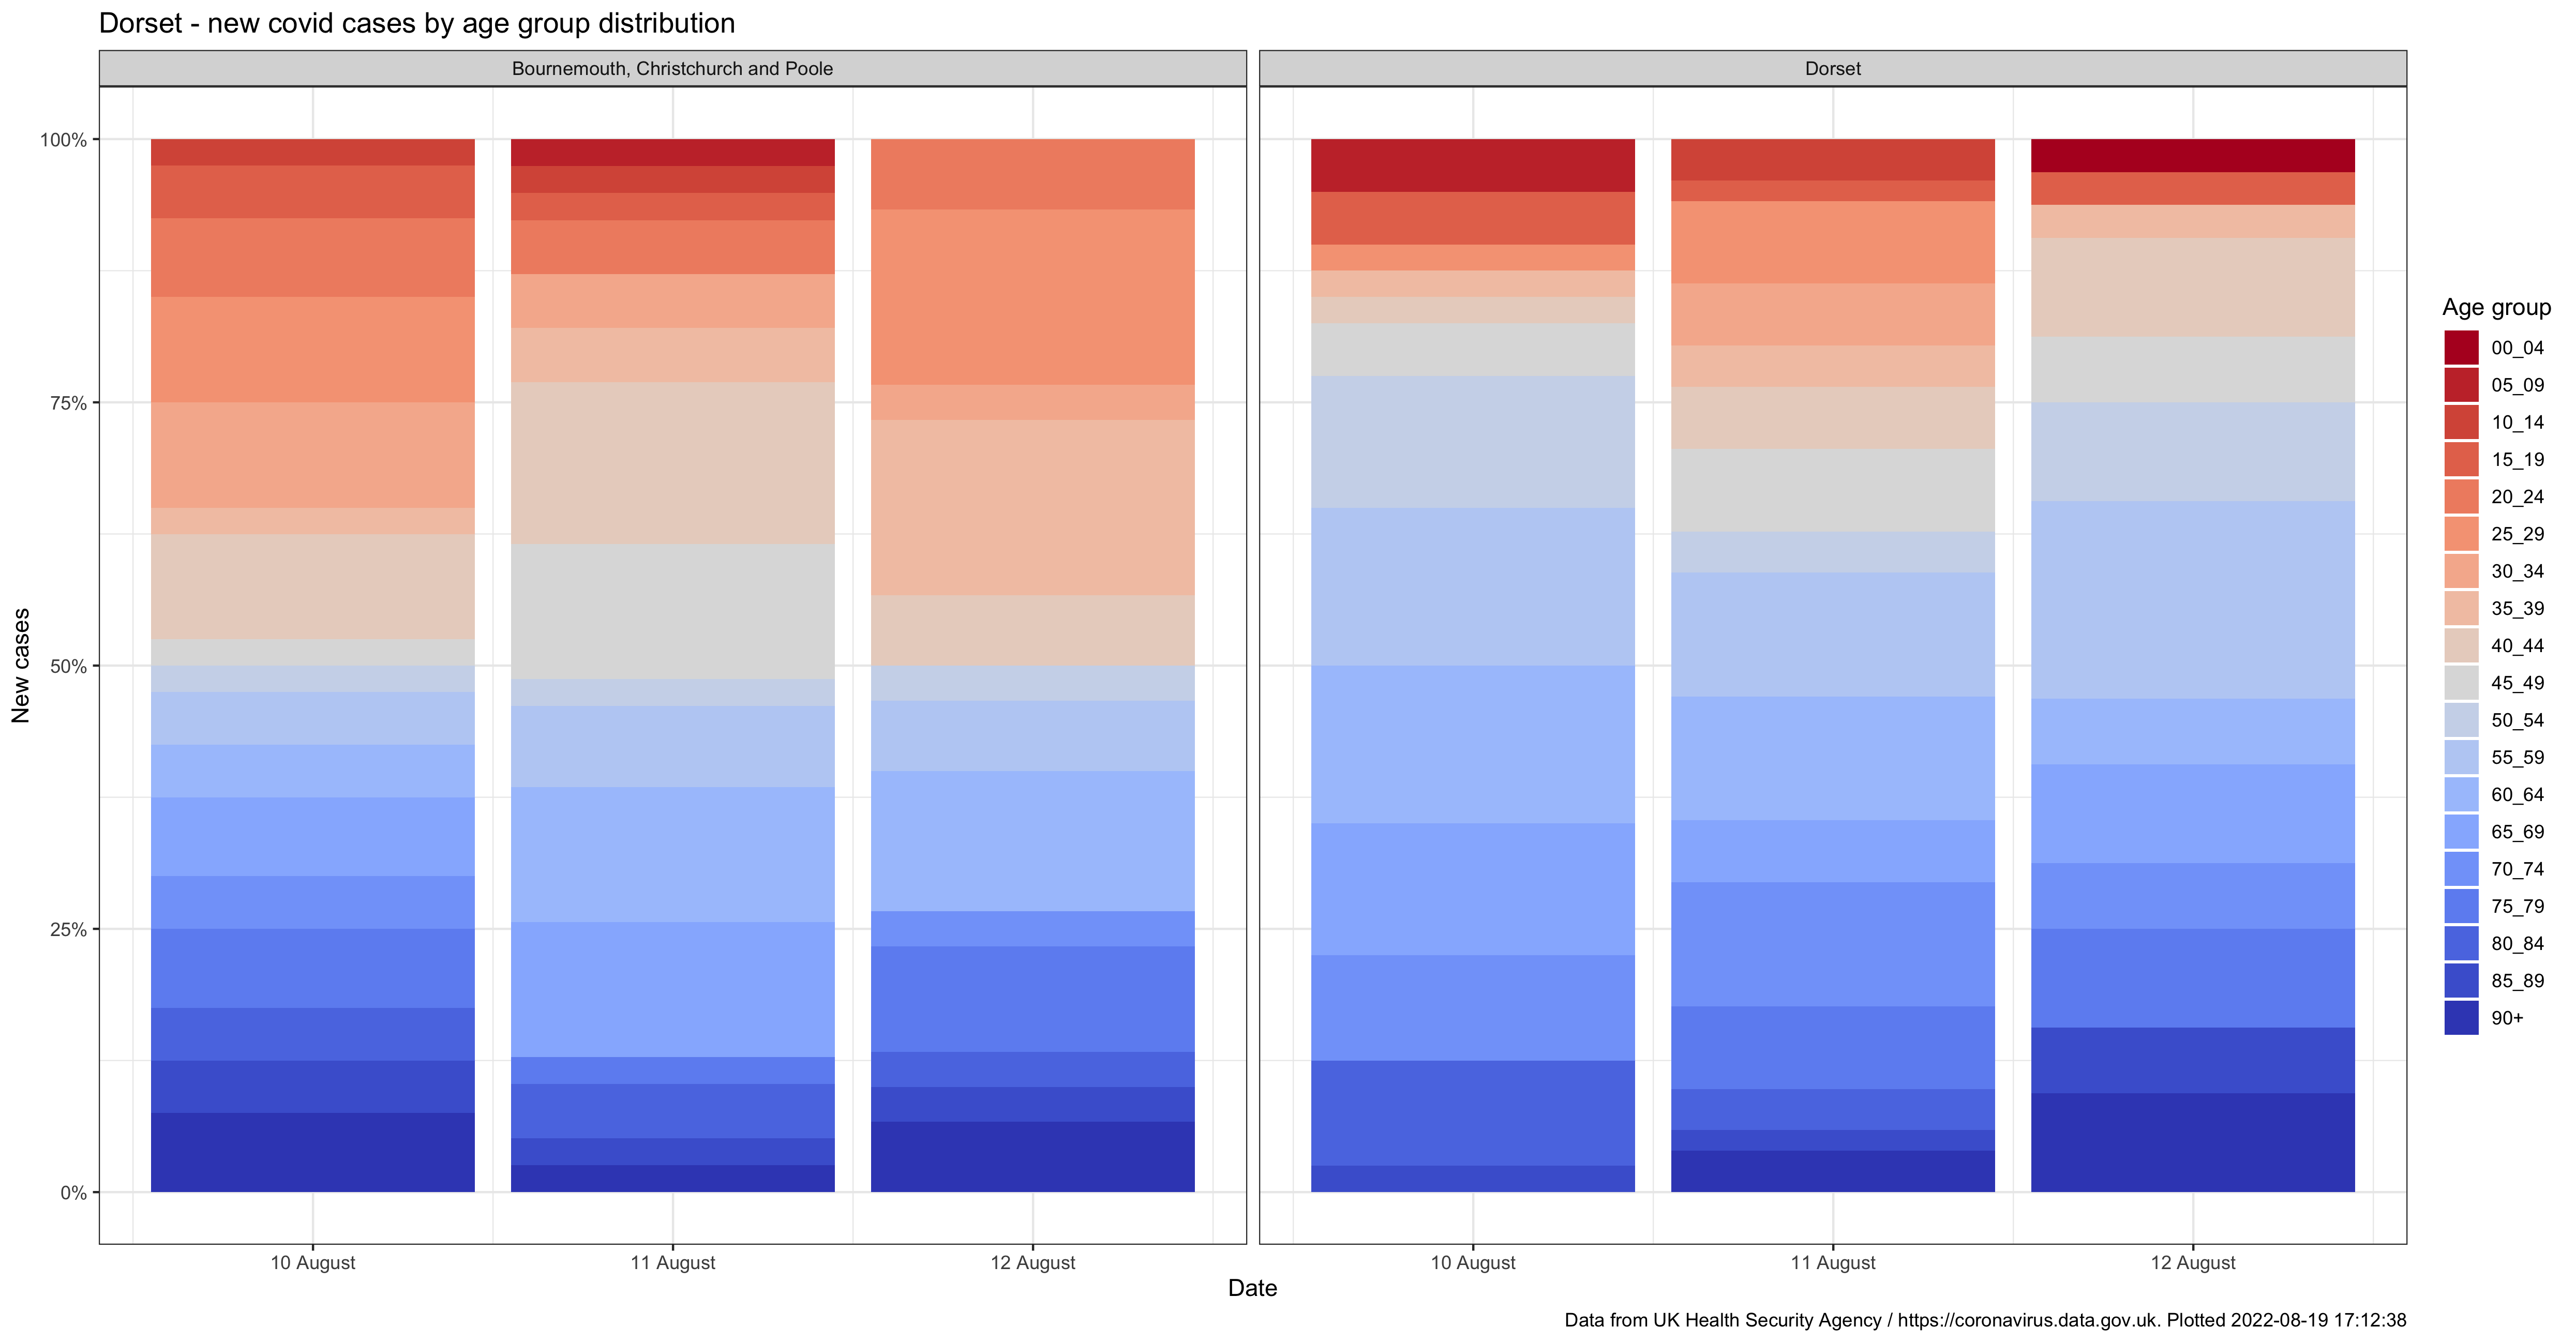 Dorset - new covid cases by age group distribution
Bournemouth, Christchurch and Poole
Dorset
New cases
100%
75%
50%
25%
0%
10 August
11 August
12 August
10 August
11 August
12 August
Date
Age group
00_04
05_09
10_14
15_19
20_24
25_29
30_34
35_39
40_44
45_49
50_54
55_59
60_64
65_69
70_74
75_79
80_84
85_89
90+
Data from UK Health Security Agency / https://coronavirus.data.gov.uk. Plotted 2022-08-19 17:12:38